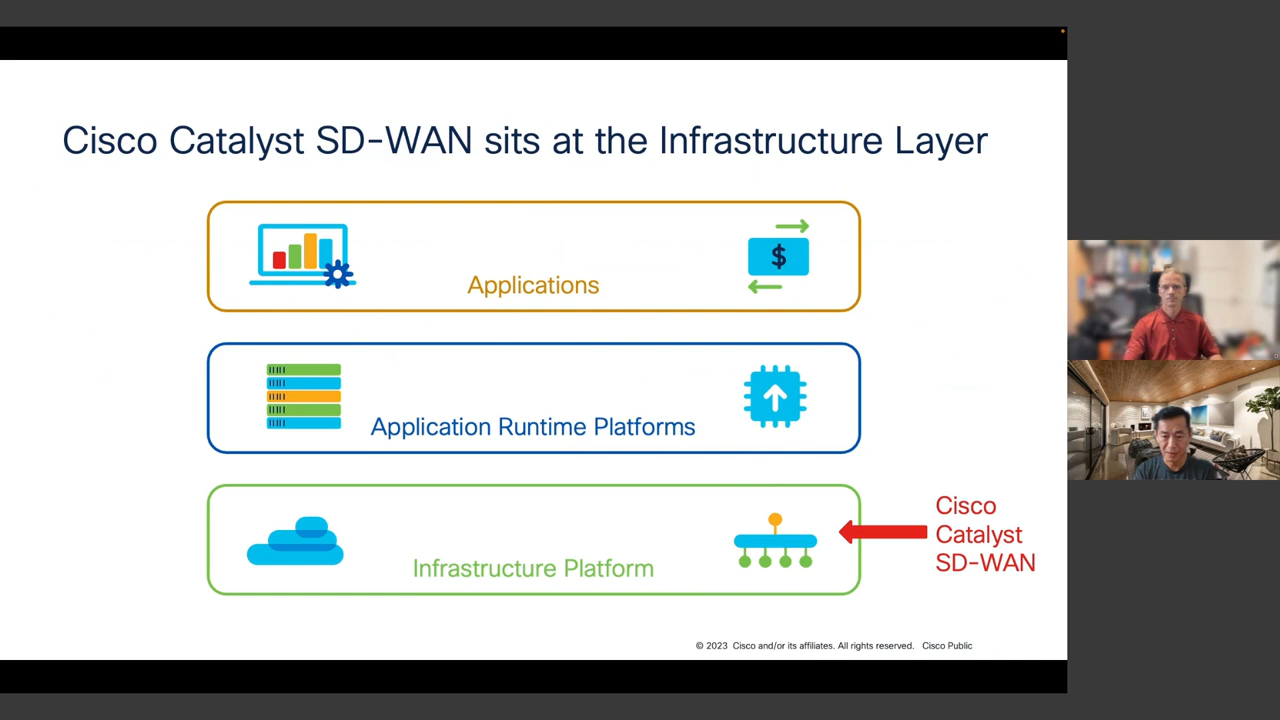 Cisco Catalyst SD-WAN sits at the Infrastructure Layer
$
Applications
Application Runtime Platforms
Infrastructure Platform
Cisco
Catalyst
SD-WAN
© 2023 Cisco and/or its affiliates. All rights reserved. Cisco Public